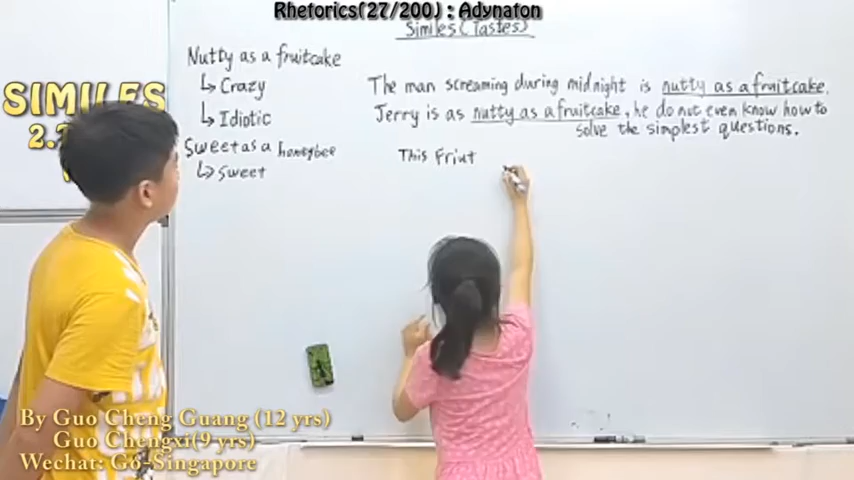 Rhetorics(27/200) : Adynaton
Similes(Tastes)
Nutty as a fruitcake
↳ Crazy
↳ Idiotic
Sweet as a honeybee
↳ Sweet
The man screaming during midnight is nutty as a fruitcake.
Jerry is as nutty as a fruitcake, he do not even know how to
solve the simplest questions.
This Friut
SIMILES
By Guo Cheng Guang (12 yrs)
Guo Chengxi(9 yrs)
Wechat: G6-Singapore